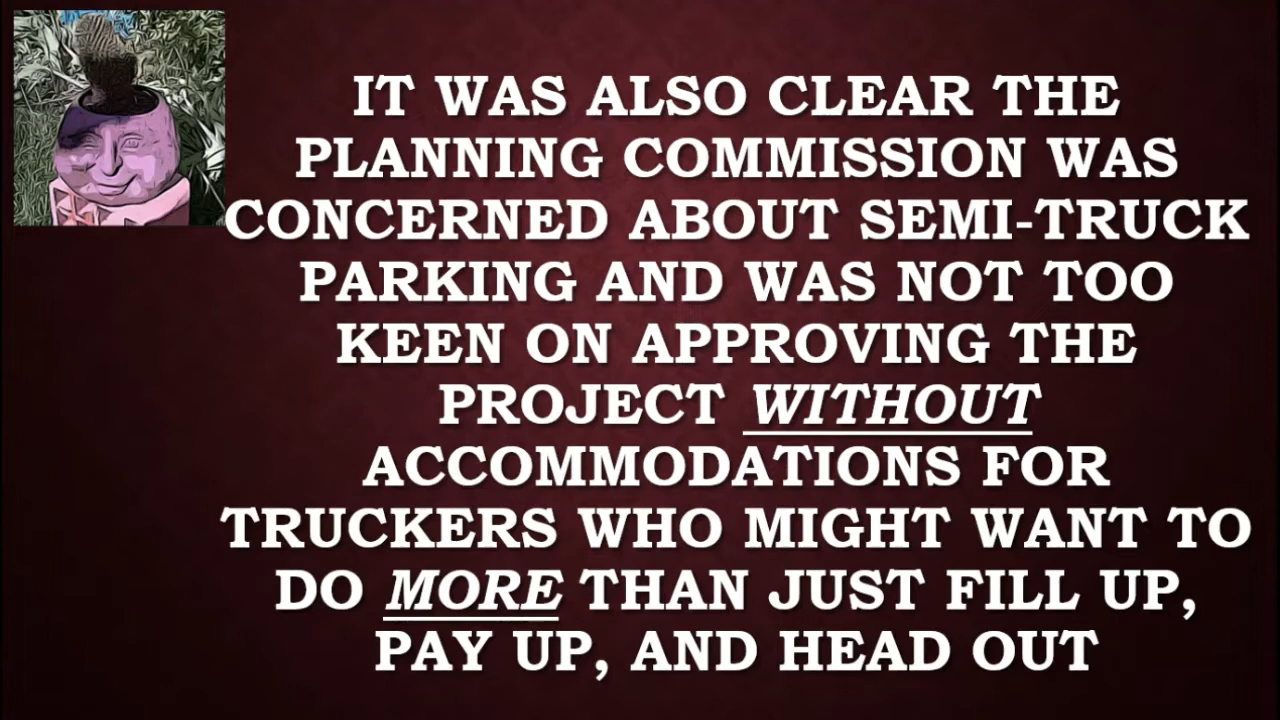 IT WAS ALSO CLEAR THE
PLANNING COMMISSION WAS
CONCERNED ABOUT SEMI-TRUCK
PARKING AND WAS NOT TOO
KEEN ON APPROVING THE
PROJECT WITHOUT
ACCOMMODATIONS FOR
TRUCKERS WHO MIGHT WANT TO
DO MORE THAN JUST FILL UP,
PAY UP, AND HEAD OUT